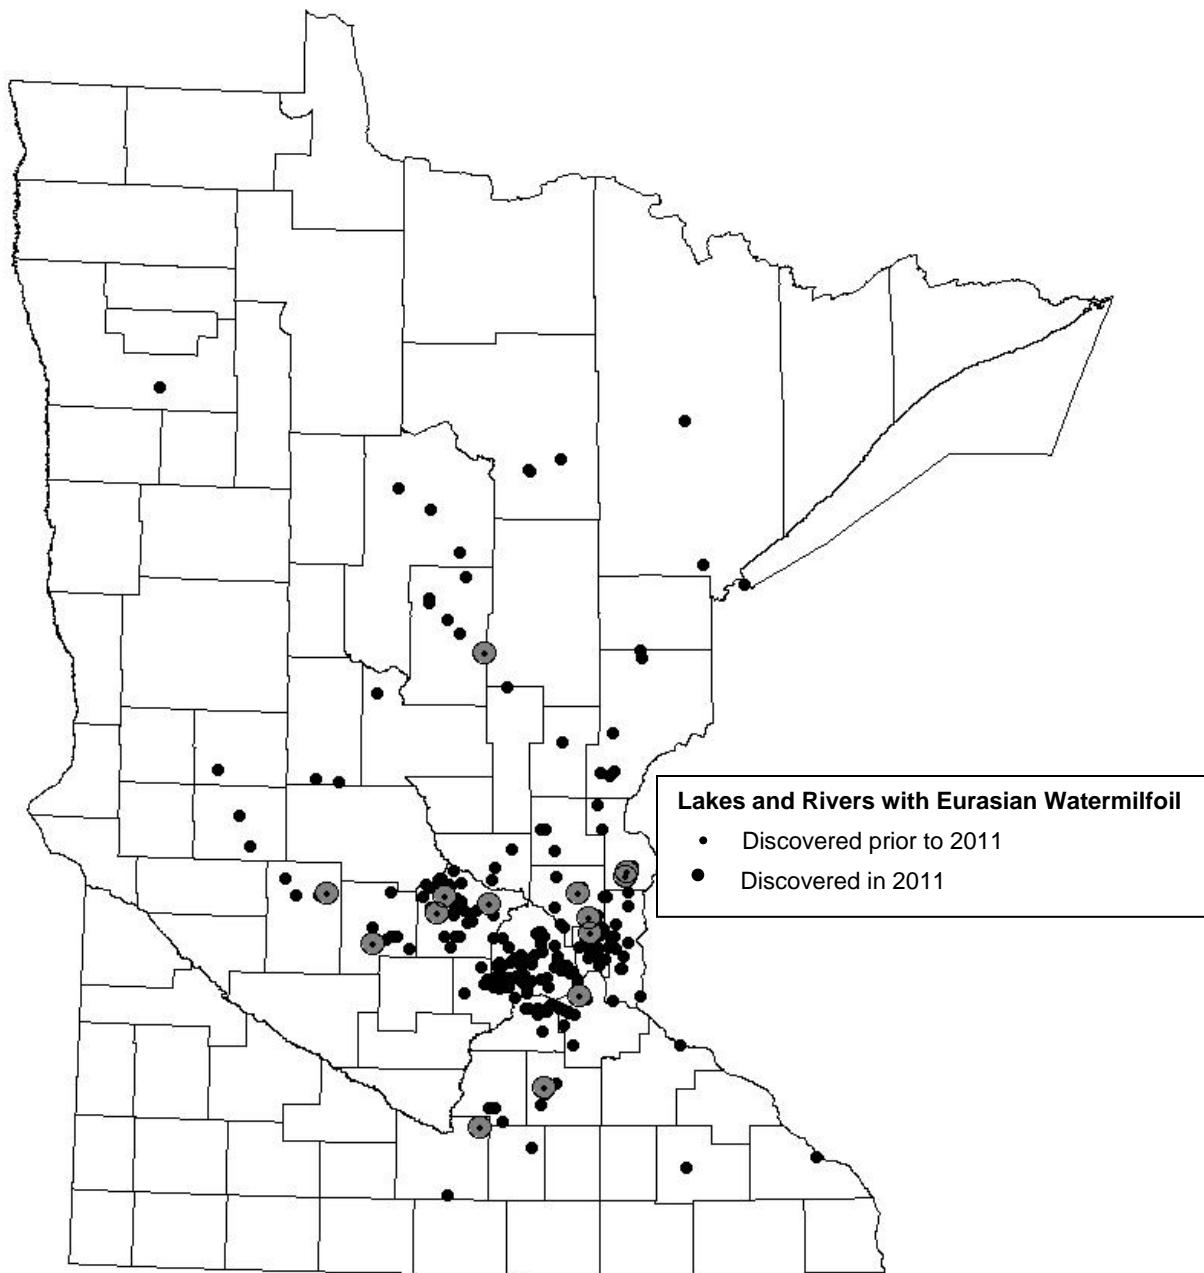 Lakes and Rivers with Eurasian Watermilfoil
Discovered prior to 2011
Discovered in 2011